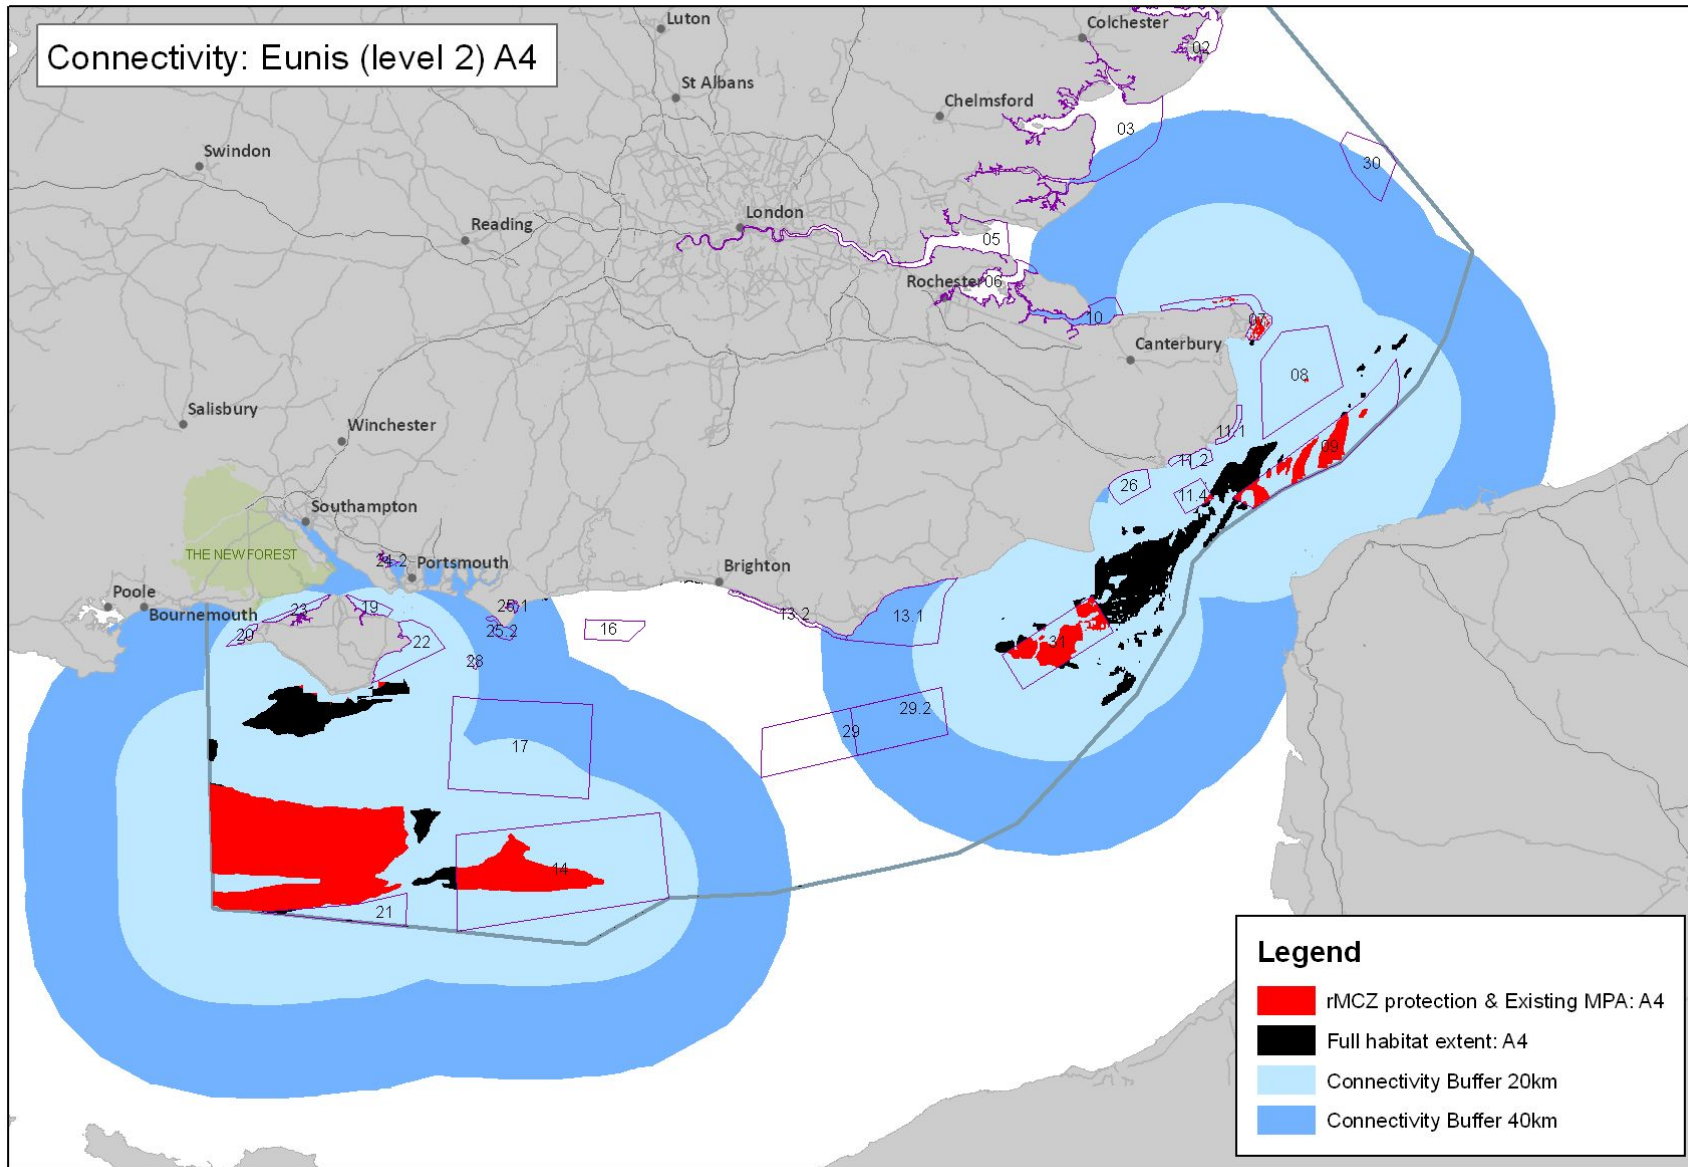 Connectivity: Eunis (level 2) A4
Luton
Colchester
02
St Albans
Chelmsford
03
Swindon
30
Reading
London
05
Rochester
06
10
07
Canterbury
08
Salisbury
Winchester
11.1
09
11.2
26
11.4
Southampton
THE NEW FOREST
24.2
Portsmouth
Brighton
Poole
Bournemouth
23
19
25.1
13.2
13.1
20
22
25.2
16
28
31
17
29
29.2
14
21
Legend
rMCZ protection & Existing MPA: A4
Full habitat extent: A4
Connectivity Buffer 20km
Connectivity Buffer 40km